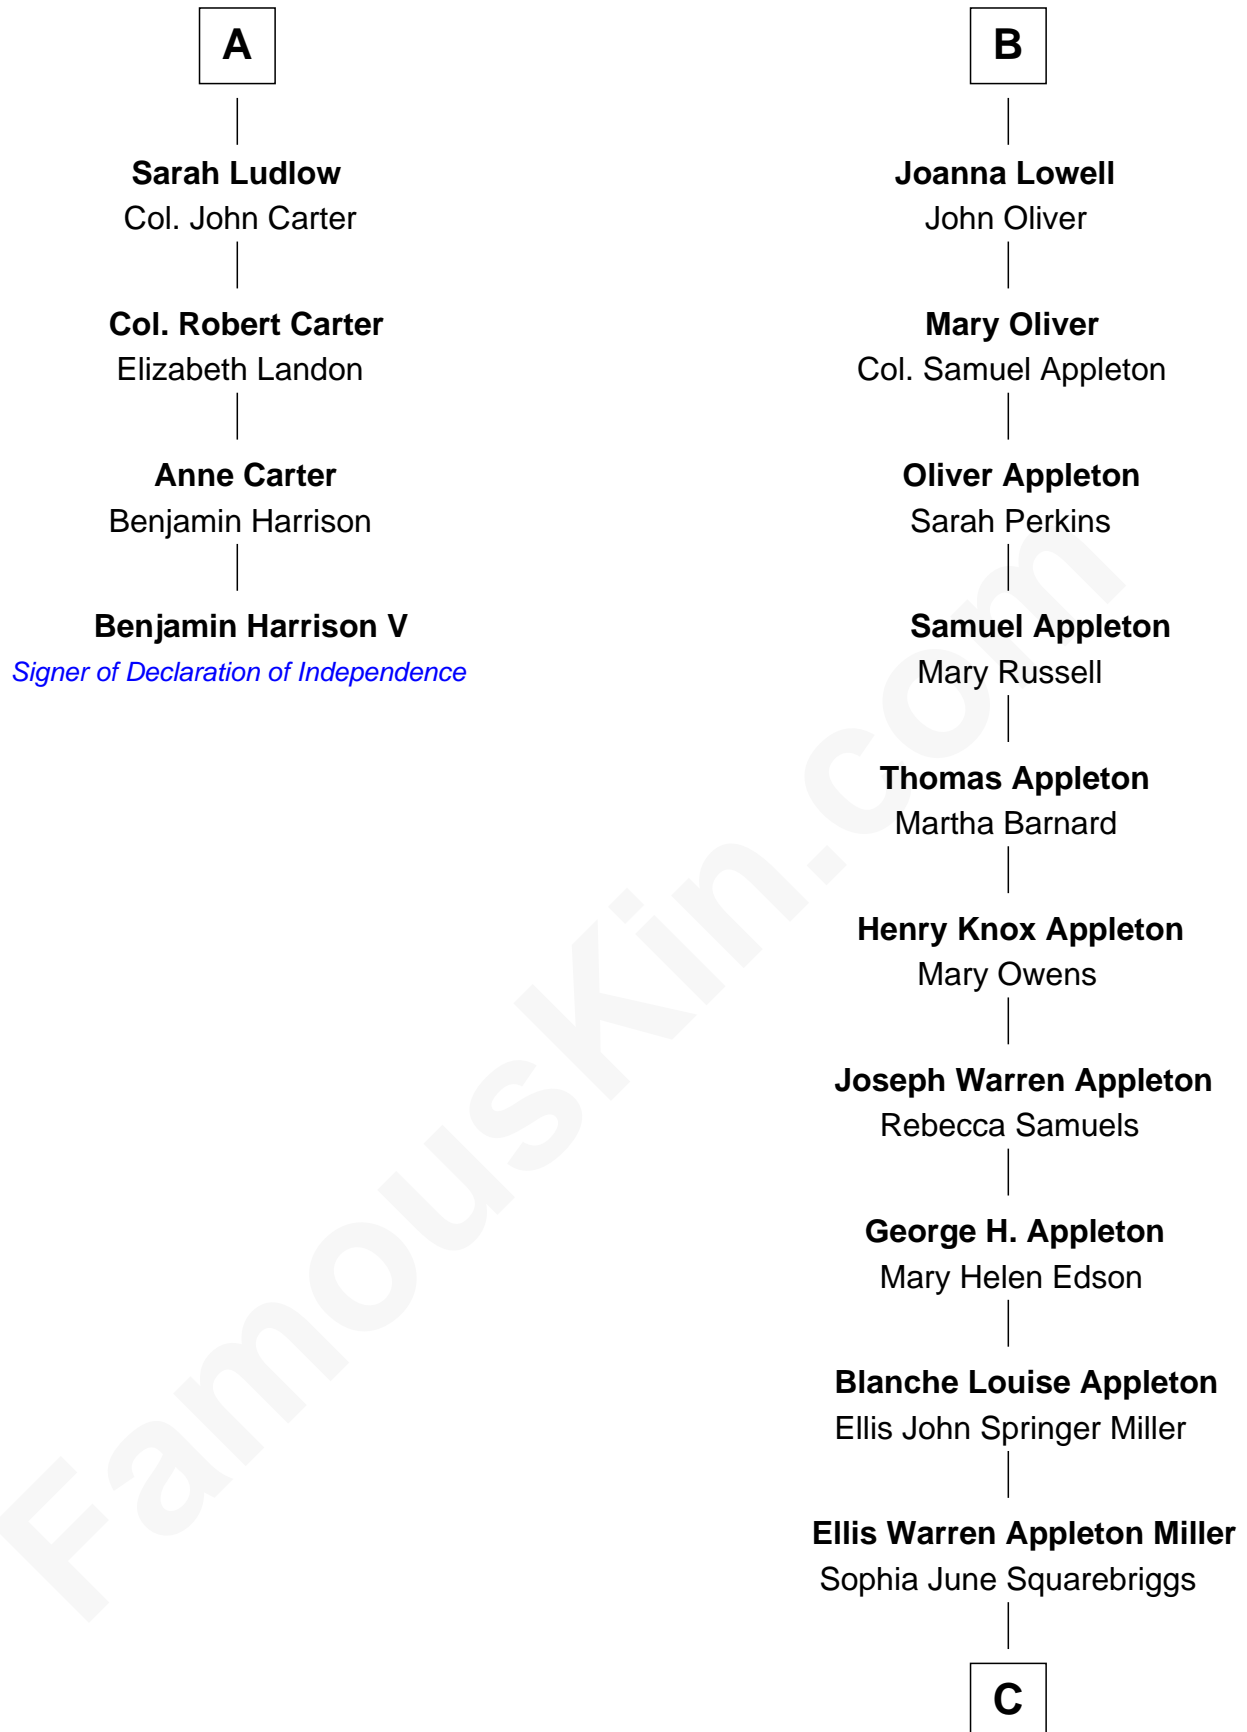 A
Sarah Ludlow
Col. John Carter
Col. Robert Carter
Elizabeth Landon
Anne Carter
Benjamin Harrison
Benjamin Harrison V
Signer of Declaration of Independence
B
Joanna Lowell
John Oliver
Mary Oliver
Col. Samuel Appleton
Oliver Appleton
Sarah Perkins
Samuel Appleton
Mary Russell
Thomas Appleton
Martha Barnard
Henry Knox Appleton
Mary Owens
Joseph Warren Appleton
Rebecca Samuels
George H. Appleton
Mary Helen Edson
Blanche Louise Appleton
Ellis John Springer Miller
Ellis Warren Appleton Miller
Sophia June Squarebriggs
C
FamousKin.com